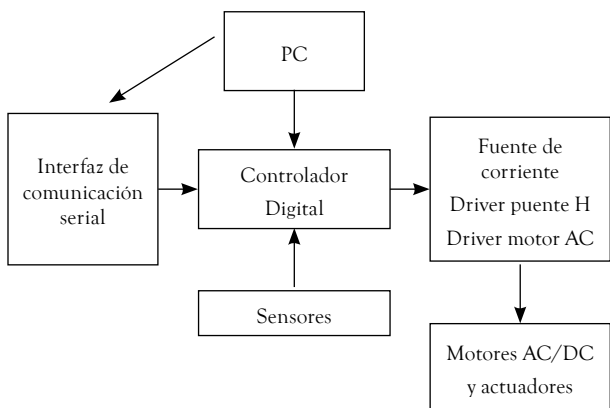 PC
Interfaz de
comunicación
serial
Controlador
Digital
Fuente de
corriente
Driver puente H
Driver motor AC
Sensores
Motores AC/DC
y actuadores